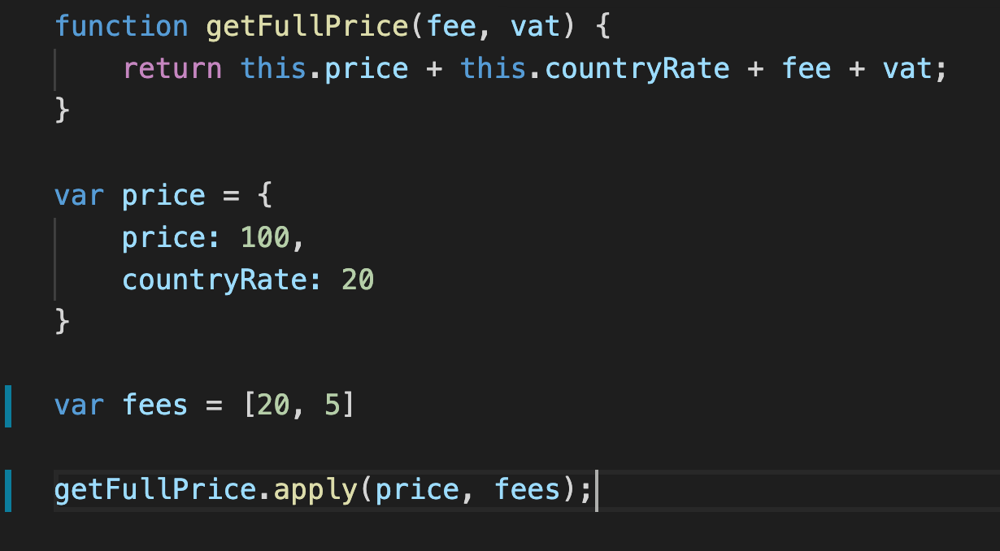 function getFullPrice(fee, vat) {
    return this.price + this.countryRate + fee + vat;
}
var price = {
    price: 100,
    countryRate: 20
}
var fees = [20, 5]
getFullPrice.apply(price, fees);